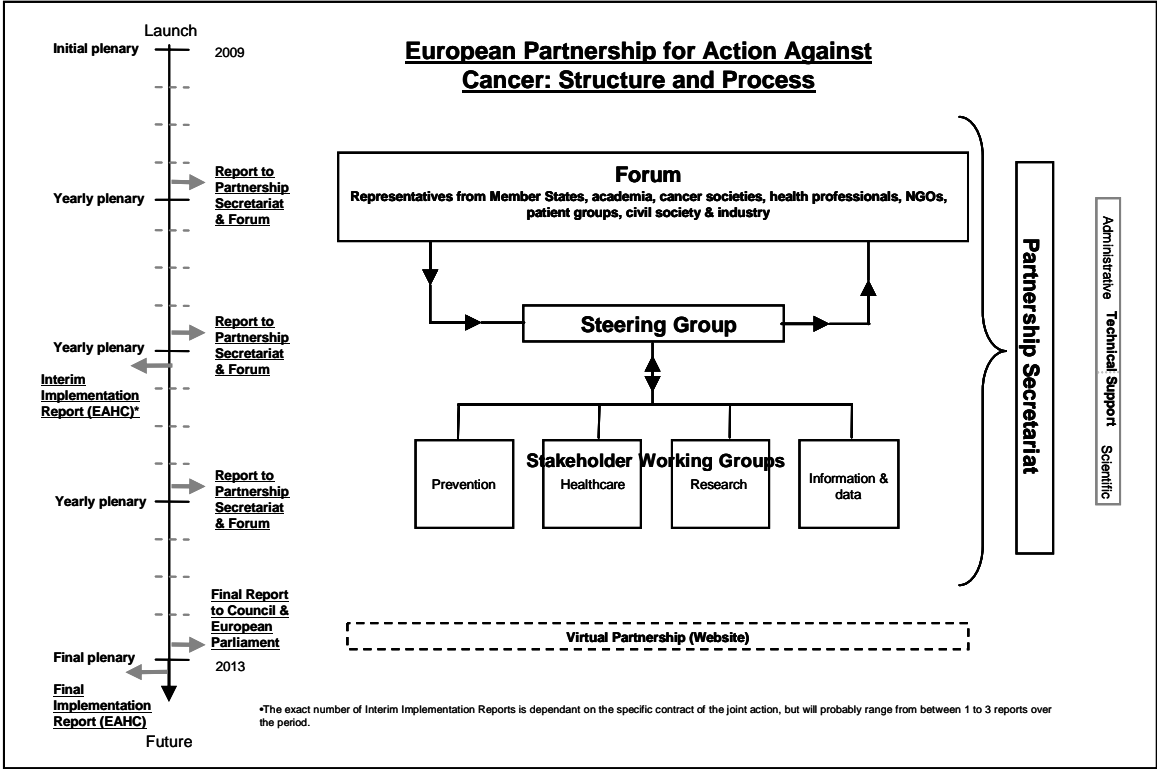 Launch
Initial plenary
2009
European Partnership for Action Against
Cancer: Structure and Process
Report to
Partnership
Secretariat
& Forum
Yearly plenary
Forum
Representatives from Member States, academia, cancer societies, health professionals, NGOs,
patient groups, civil society & industry
Steering Group
Report to
Partnership
Secretariat
& Forum
Yearly plenary
Interim
Implementation
Report (EAHC)*
Stakeholder Working Groups
Prevention
Healthcare
Research
Information &
data
Report to
Partnership
Secretariat
& Forum
Yearly plenary
Partnership Secretariat
Administrative Technical Support Scientific
Final Report
to Council &
European
Parliament
Virtual Partnership (Website)
Final plenary
2013
Final
Implementation
Report (EAHC)
Future
•The exact number of Interim Implementation Reports is dependant on the specific contract of the joint action, but will probably range from between 1 to 3 reports over
the period.